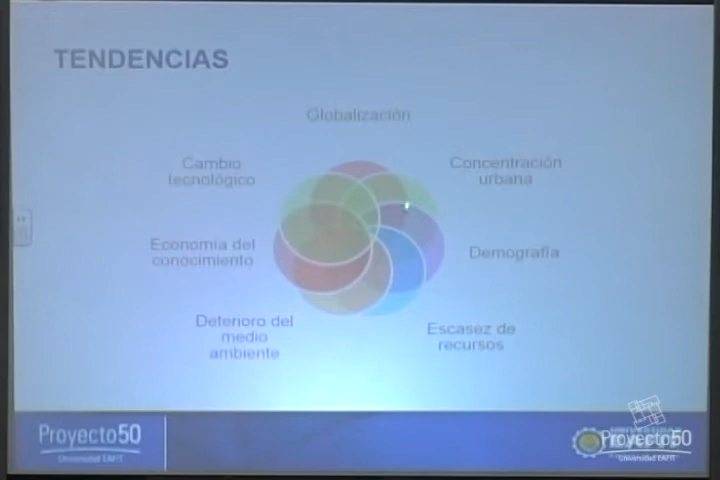 TENDENCIAS
Globalización
Cambio
tecnológico
Concentración
urbana
Economía del
conocimiento
Demografía
Deterioro del
medio
ambiente
Escasez de
recursos
Proyecto50
Universidad EAFIT
Proyecto50
Universidad EAFIT